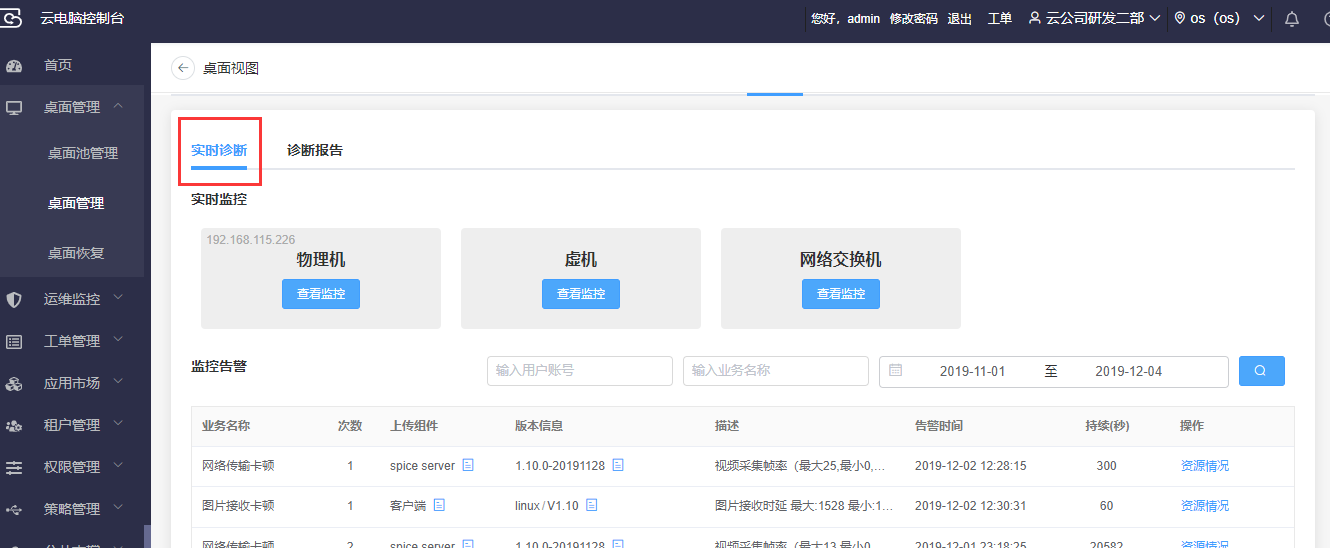 云电脑控制台
您好，admin 修改密码 退出 工单 云公司研发二部 os（os）
首页
桌面管理
桌面池管理
桌面管理
桌面恢复
运维监控
工单管理
应用市场
租户管理
权限管理
策略管理
桌面视图
实时诊断 诊断报告
实时监控
192.168.115.226
物理机 虚机 网络交换机
查看监控 查看监控 查看监控
监控告警 输入用户账号 输入业务名称 2019-11-01 至 2019-12-04
业务名称 次数 上传组件 版本信息 描述 告警时间 持续(秒) 操作
网络传输卡顿 1 spice server 1.10.0-20191128 视频采集帧率（最大25,最小0,... 2019-12-02 12:28:15 300 资源情况
图片接收卡顿 1 客户端 linux/V1.10 图片接收时延 最大:1528 最小:1... 2019-12-02 12:30:31 60 资源情况
网络传输卡顿 2 spice server 1.10.0-20191128 视频采集帧率（最大13,最小0 2019-12-01 23:18:25 20582 资源情况